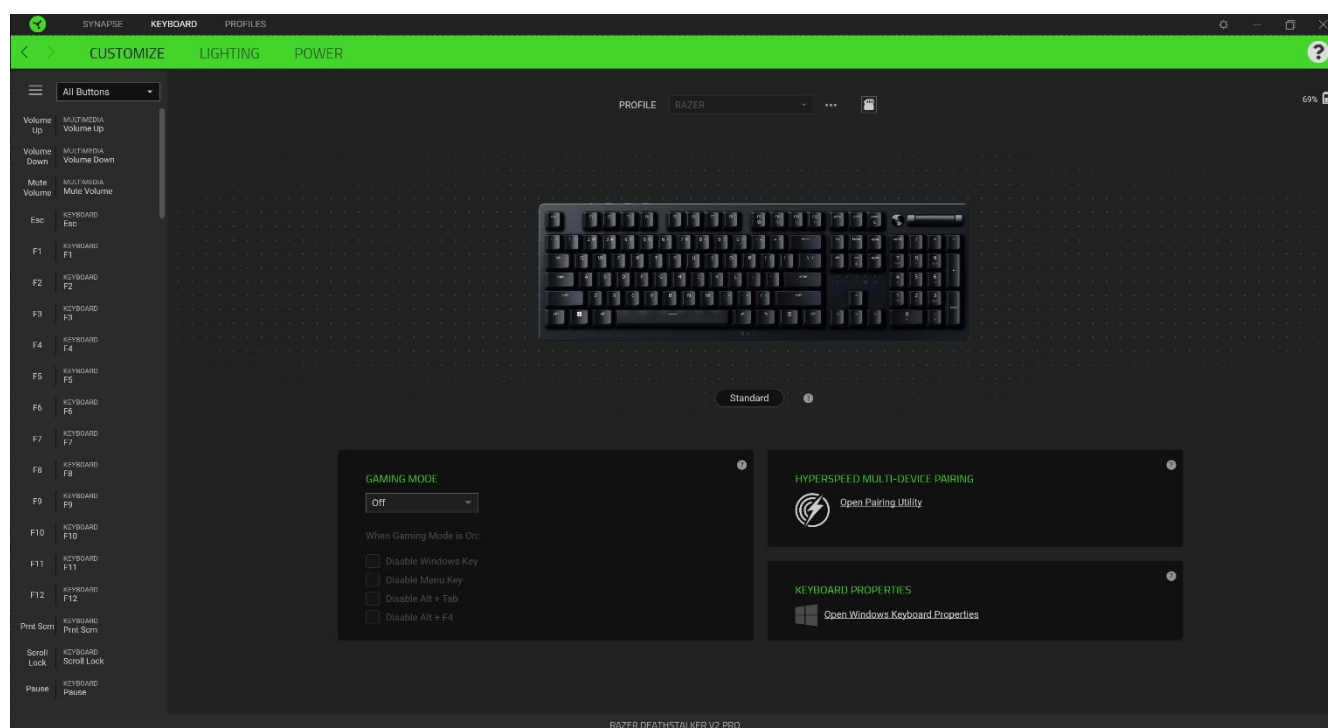 SYNAPSE KEYBOARD PROFILES
CUSTOMIZE LIGHTING POWER
?
All Buttons
PROFILE RAZER
69%
Volume Up MULTIMEDIA Volume Up
Volume Down MULTIMEDIA Volume Down
Mute Volume MULTIMEDIA Mute Volume
Esc KEYBOARD Esc
F1 KEYBOARD F1
F2 KEYBOARD F2
F3 KEYBOARD F3
F4 KEYBOARD F4
F5 KEYBOARD F5
F6 KEYBOARD F6
F7 KEYBOARD F7
F8 KEYBOARD F8
F9 KEYBOARD F9
F10 KEYBOARD F10
F11 KEYBOARD F11
F12 KEYBOARD F12
Prnt Scrn KEYBOARD Prnt Scrn
Scroll Lock KEYBOARD Scroll Lock
Pause KEYBOARD Pause
Standard ?
GAMING MODE ?
Off
When Gaming Mode is On:
Disable Windows Key
Disable Menu Key
Disable Alt + Tab
Disable Alt + F4
HYPERSPEED MULTI-DEVICE PAIRING ?
Open Pairing Utility
KEYBOARD PROPERTIES ?
Open Windows Keyboard Properties
RAZER DEATHSTALKER V2 PRO